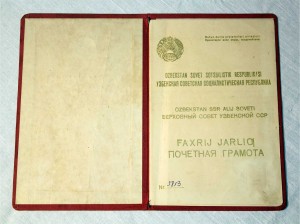 OZBEKSTAN SOVET SOTSIALISTIK RESPUBLIKASI
УЗБЕКСКАЯ СОВЕТСКАЯ СОЦИАЛИСТИЧЕСКАЯ РЕСПУБЛИКА
OZBEKSTAN SSR ALIJ SOVETI
ВЕРХОВНЫЙ СОВЕТ УЗБЕКСКОЙ ССР
FAXRIJ JARLIQ
ПОЧЕТНАЯ ГРАМОТА
Nr